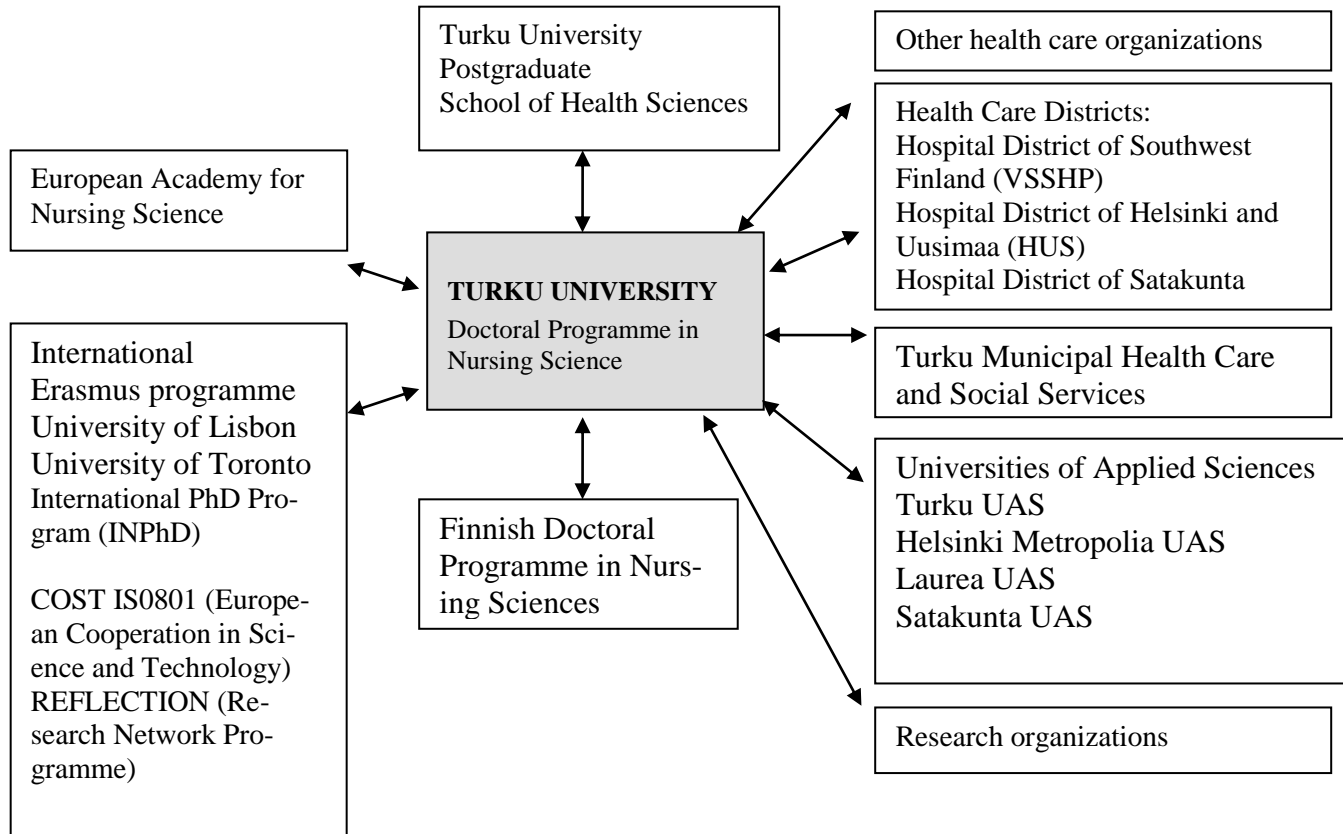 Turku University
Postgraduate
School of Health Sciences
Other health care organizations
Health Care Districts:
Hospital District of Southwest
Finland (VSSHP)
Hospital District of Helsinki and
Uusimaa (HUS)
Hospital District of Satakunta
European Academy for
Nursing Science
TURKU UNIVERSITY
Doctoral Programme in
Nursing Science
International
Erasmus programme
University of Lisbon
University of Toronto
International PhD Pro-
gram (INPhD)
COST IS0801 (Europe-
an Cooperation in Sci-
ence and Technology)
REFLECTION (Re-
search Network Pro-
gramme)
Turku Municipal Health Care
and Social Services
Finnish Doctoral
Programme in Nurs-
ing Sciences
Universities of Applied Sciences
Turku UAS
Helsinki Metropolia UAS
Laurea UAS
Satakunta UAS
Research organizations